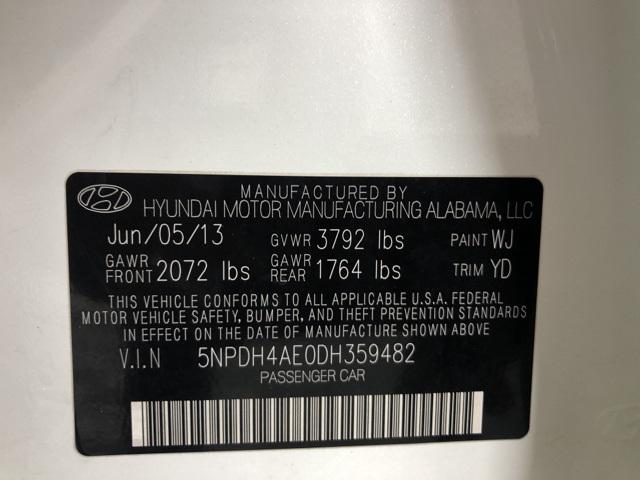 MANUFACTURED BY
HYUNDAI MOTOR MANUFACTURING ALABAMA, LLC
Jun/05/13 GVWR 3792 lbs PAINT WJ
GAWR FRONT 2072 lbs GAWR REAR 1764 lbs TRIM YD
THIS VEHICLE CONFORMS TO ALL APPLICABLE U.S.A. FEDERAL
MOTOR VEHICLE SAFETY, BUMPER, AND THEFT PREVENTION STANDARDS
IN EFFECT ON THE DATE OF MANUFACTURE SHOWN ABOVE
V.I.N 5NPDH4AE0DH359482
PASSENGER CAR